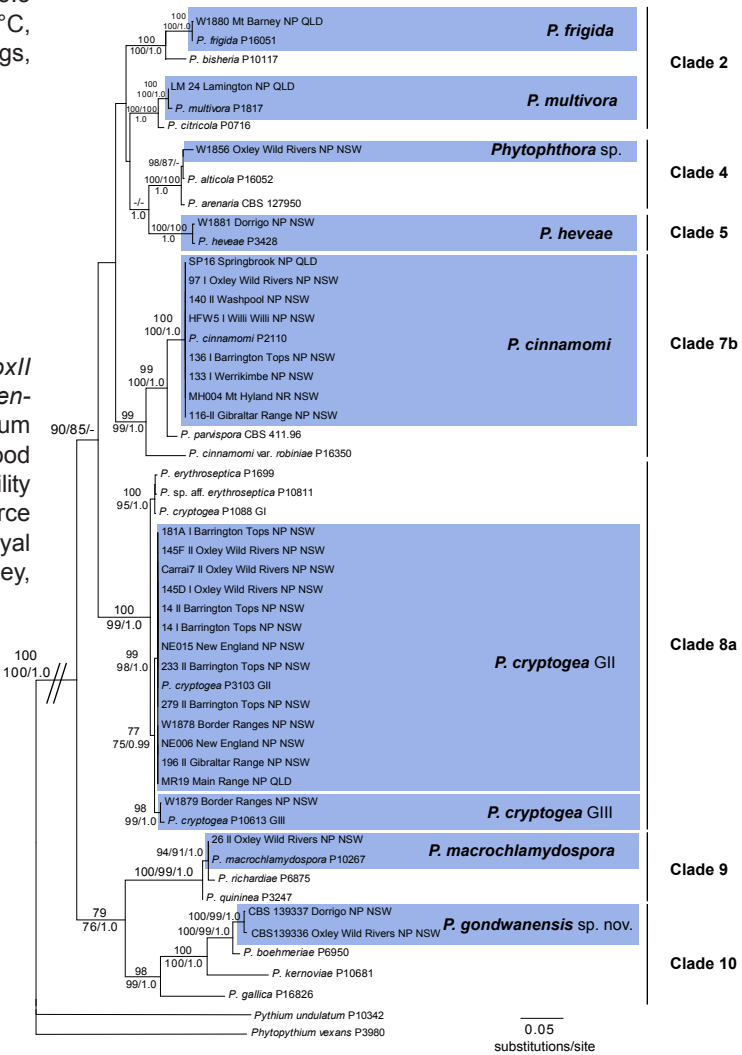 °C,
gs,
oxII
en-
um
ood
ility
rce
yal
ey,
100
100/1.0
W1880 Mt Barney NP QLD
P. frigida P16051
P. frigida
100
100/1.0
P. bisheria P10117
Clade 2
100
100/1.0
LM 24 Lamington NP QLD
P. multivora P1817
P. multivora
100/100
1.0
P. citricola P0716
W1856 Oxley Wild Rivers NP NSW
Phytophthora sp.
98/87/-
P. alticola P16052
Clade 4
100/100
1.0
P. arenaria CBS 127950
-/-
1.0
100/100
1.0
W1881 Dorrigo NP NSW
P. heveae P3428
P. heveae
Clade 5
SP16 Springbrook NP QLD
97 I Oxley Wild Rivers NP NSW
140 II Washpool NP NSW
HFW5 I Willi Willi NP NSW
100
100/1.0
P. cinnamomi P2110
P. cinnamomi
Clade 7b
136 I Barrington Tops NP NSW
133 I Werrikimbe NP NSW
MH004 Mt Hyland NR NSW
116-II Gibraltar Range NP NSW
99
100/1.0
P. parvispora CBS 411.96
99
99/1.0
P. cinnamomi var. robiniae P16350
90/85/-
P. erythroseptica P1699
P. sp. aff. erythroseptica P10811
P. cryptogea P1088 GI
100
95/1.0
181A I Barrington Tops NP NSW
145F II Oxley Wild Rivers NP NSW
Carrai7 II Oxley Wild Rivers NP NSW
145D I Oxley Wild Rivers NP NSW
14 II Barrington Tops NP NSW
14 I Barrington Tops NP NSW
100
99/1.0
NE015 New England NP NSW
233 II Barrington Tops NP NSW
P. cryptogea P3103 GII
P. cryptogea GII
Clade 8a
99
98/1.0
279 II Barrington Tops NP NSW
W1878 Border Ranges NP NSW
NE006 New England NP NSW
196 II Gibraltar Range NP NSW
MR19 Main Range NP QLD
77
75/0.99
W1879 Border Ranges NP NSW
P. cryptogea P10613 GIII
P. cryptogea GIII
98
99/1.0
100
100/1.0
26 II Oxley Wild Rivers NP NSW
P. macrochlamydospora P10267
P. macrochlamydospora
94/91/1.0
100/99/1.0
P. richardiae P6875
Clade 9
P. quininea P3247
79
76/1.0
100/99/1.0
CBS 139337 Dorrigo NP NSW
CBS139336 Oxley Wild Rivers NP NSW
P. gondwanensis sp. nov.
100/99/1.0
P. boehmeriae P6950
100
100/1.0
P. kernoviae P10681
Clade 10
98
99/1.0
P. gallica P16826
Pythium undulatum P10342
Phytopythium vexans P3980
0.05
substitutions/site